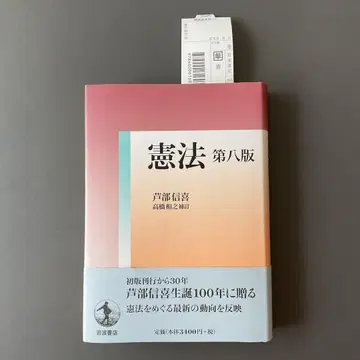 憲法 第八版
芦部信喜
高橋和之補訂
初版刊行から30年
芦部信喜生誕100年に贈る
憲法をめぐる最新の動向を反映
岩波書店
定価(本体3400円+税)